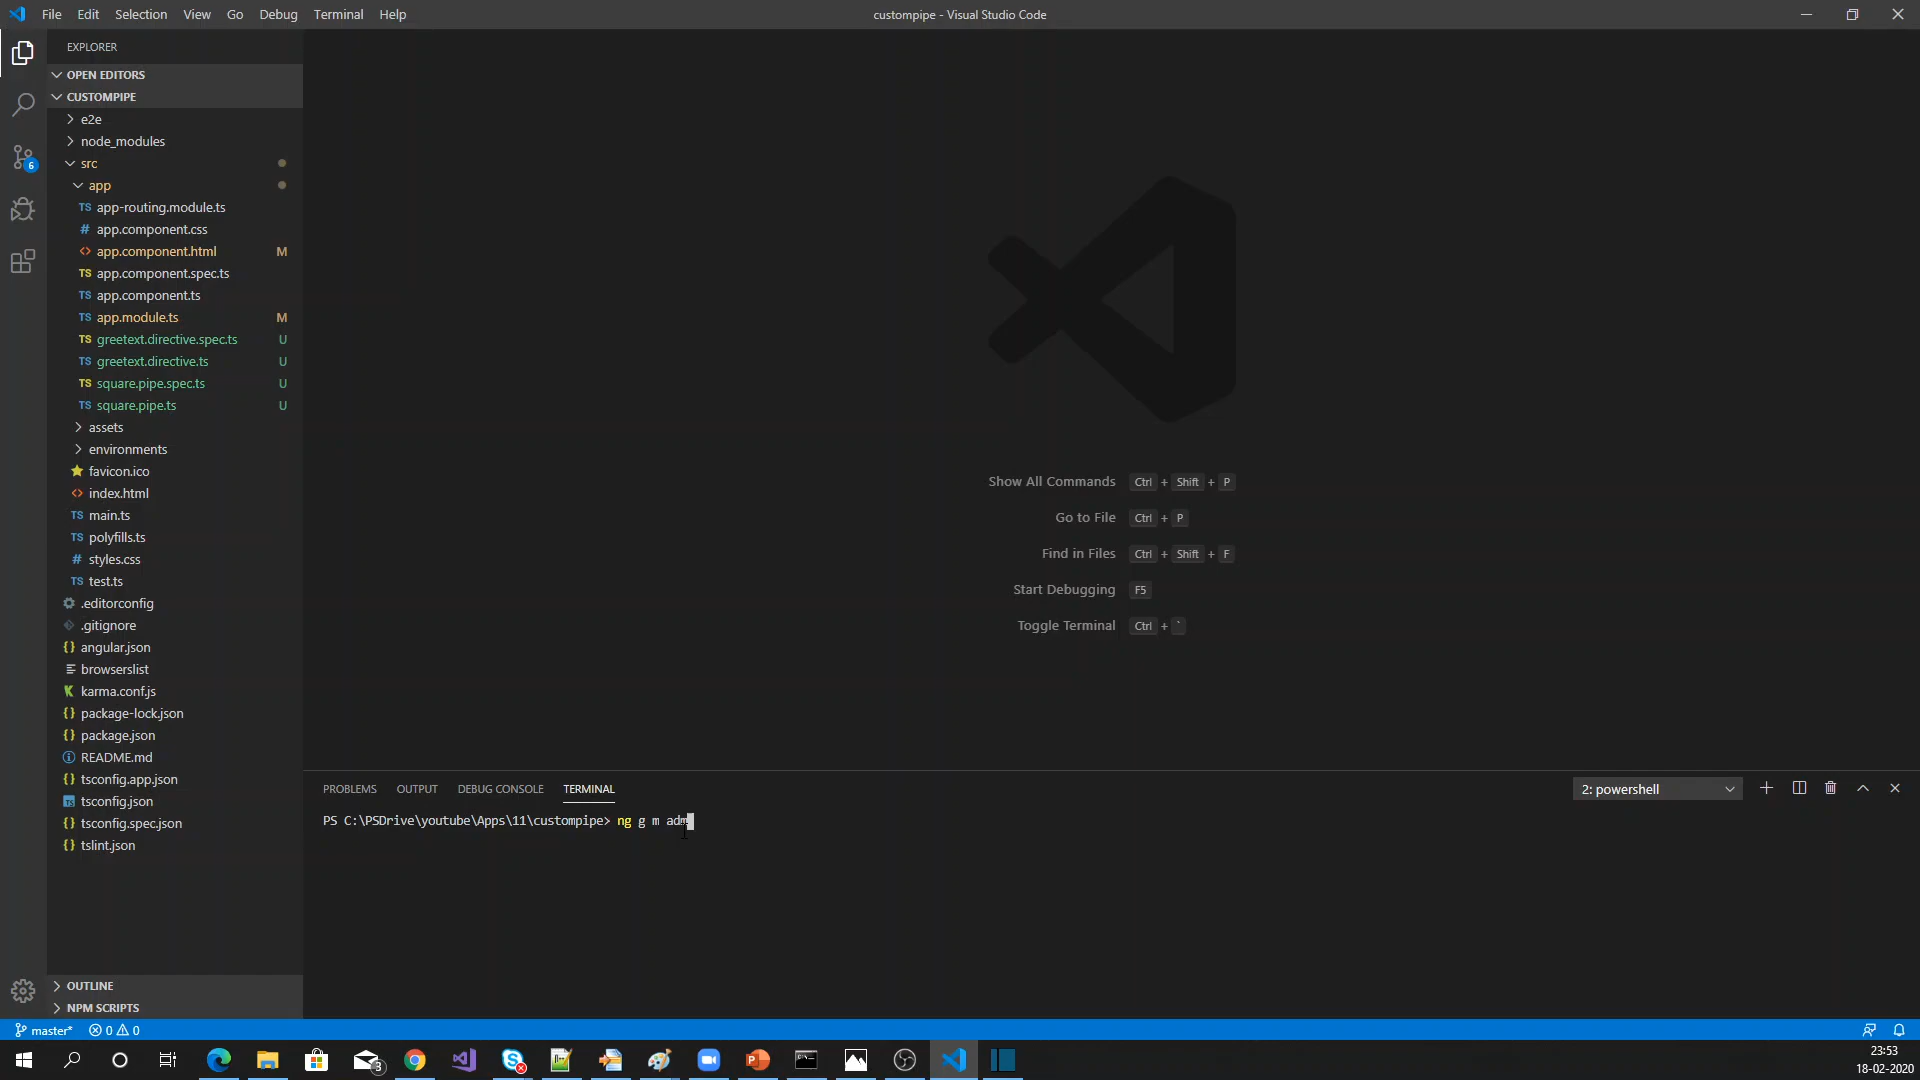 File Edit Selection View Go Debug Terminal Help
custompipe - Visual Studio Code
EXPLORER
OPEN EDITORS
CUSTOMPIPE
e2e
node_modules
src
app
TS app-routing.module.ts
# app.component.css
<> app.component.html M
TS app.component.spec.ts
TS app.component.ts
TS app.module.ts M
TS greetext.directive.spec.ts U
TS greetext.directive.ts U
TS square.pipe.spec.ts U
TS square.pipe.ts U
assets
environments
favicon.ico
<> index.html
TS main.ts
TS polyfills.ts
# styles.css
TS test.ts
.editorconfig
.gitignore
{} angular.json
browserslist
K karma.conf.js
{} package-lock.json
{} package.json
README.md
{} tsconfig.app.json
TS tsconfig.json
{} tsconfig.spec.json
{} tslint.json
OUTLINE
NPM SCRIPTS
6
Show All Commands Ctrl + Shift + P
Go to File Ctrl + P
Find in Files Ctrl + Shift + F
Start Debugging F5
Toggle Terminal Ctrl + `
PROBLEMS OUTPUT DEBUG CONSOLE TERMINAL
2: powershell
PS C:\PSDrive\youtube\Apps\11\custompipe> ng g m adm
master* 0 0
3
23:53
18-02-2020